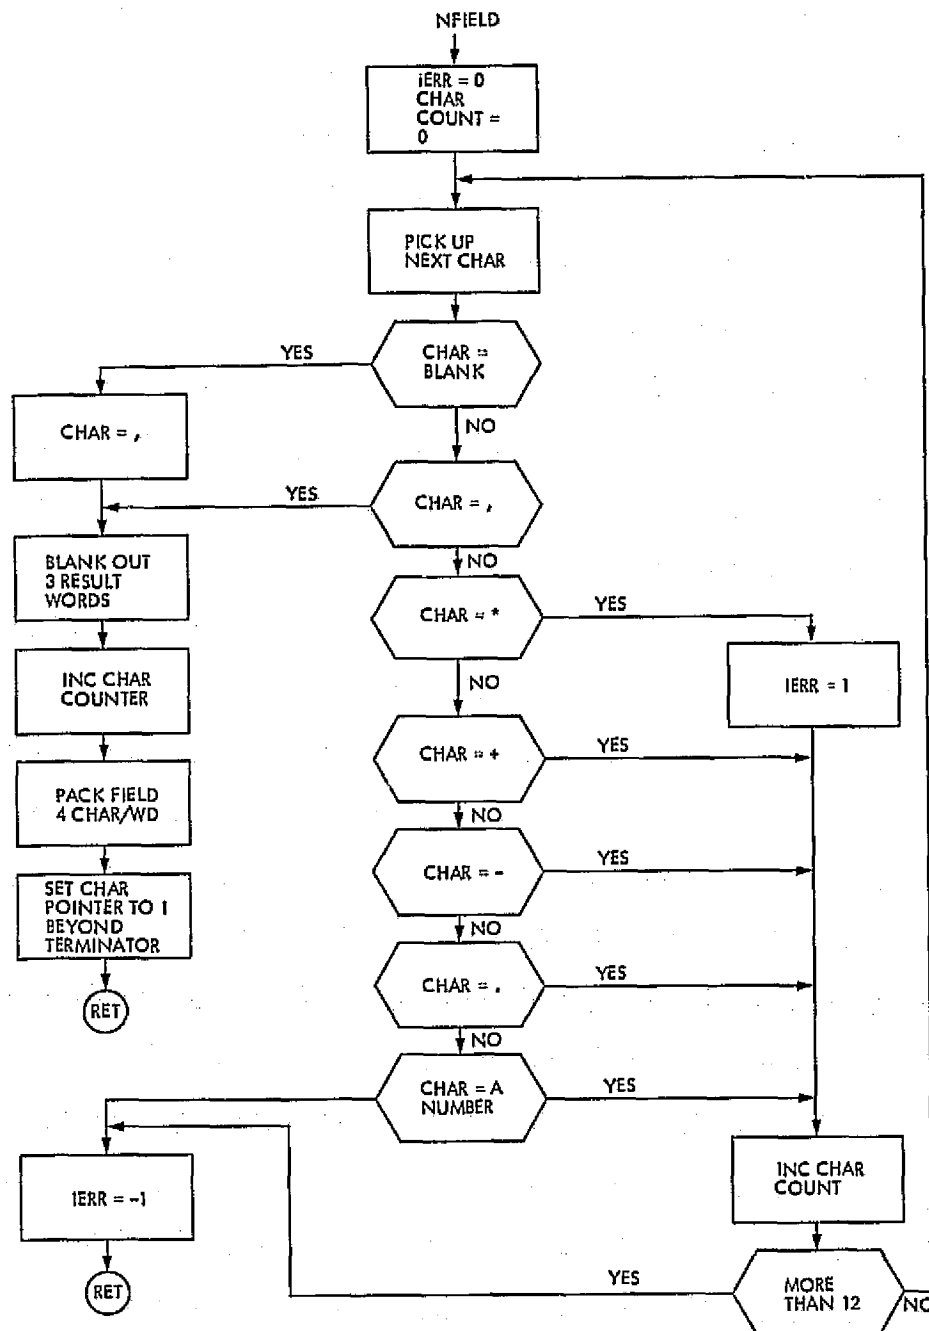 NFIELD
iERR = 0
CHAR
COUNT =
0
PICK UP
NEXT CHAR
CHAR =
BLANK
YES
NO
CHAR = ,
CHAR = ,
YES
NO
BLANK OUT
3 RESULT
WORDS
CHAR = *
YES
NO
IERR = 1
INC CHAR
COUNTER
CHAR = +
YES
NO
PACK FIELD
4 CHAR/WD
CHAR = -
YES
NO
SET CHAR
POINTER TO 1
BEYOND
TERMINATOR
RET
CHAR = .
YES
NO
CHAR = A
NUMBER
YES
INC CHAR
COUNT
IERR = -1
RET
MORE
THAN 12
YES
NO